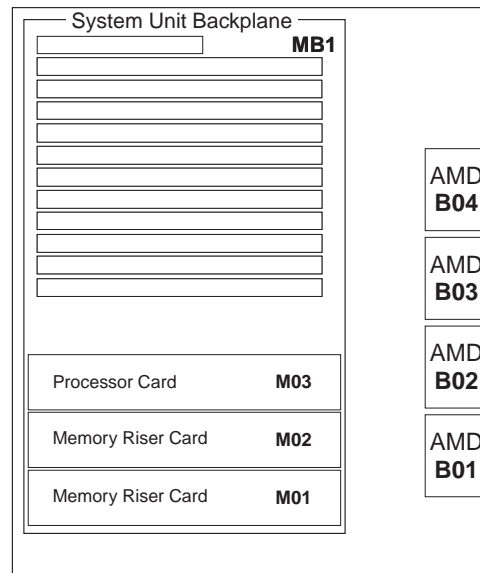 System Unit Backplane
MB1
AMD
B04
AMD
B03
AMD
B02
AMD
B01
Processor Card M03
Memory Riser Card M02
Memory Riser Card M01